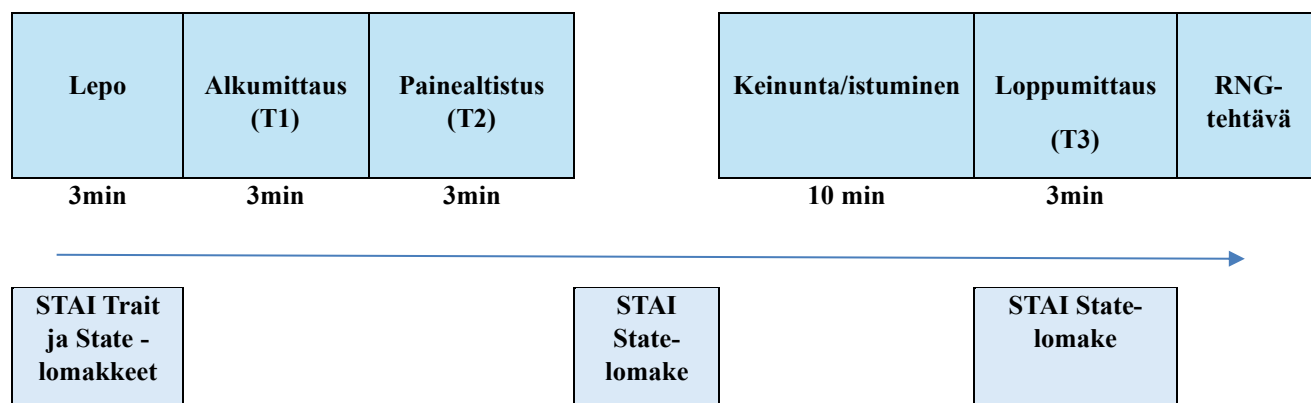 Lepo
Alkumittaus
(T1)
Painealtistus
(T2)
Keinunta/istuminen
Loppumittaus
(T3)
RNG-
tehtävä
3min
3min
3min
10 min
3min
STAI Trait
ja State -
lomakkeet
STAI
State-
lomake
STAI State-
lomake